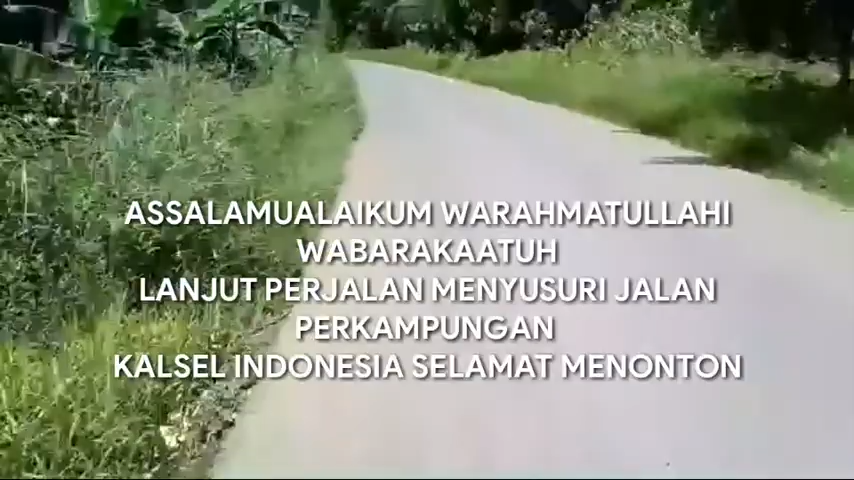 ASSALAMUALAIKUM WARAHMATULLAHI
WABARAKAATUH
LANJUT PERJALAN MENYUSURI JALAN
PERKAMPUNGAN
KALSEL INDONESIA SELAMAT MENONTON